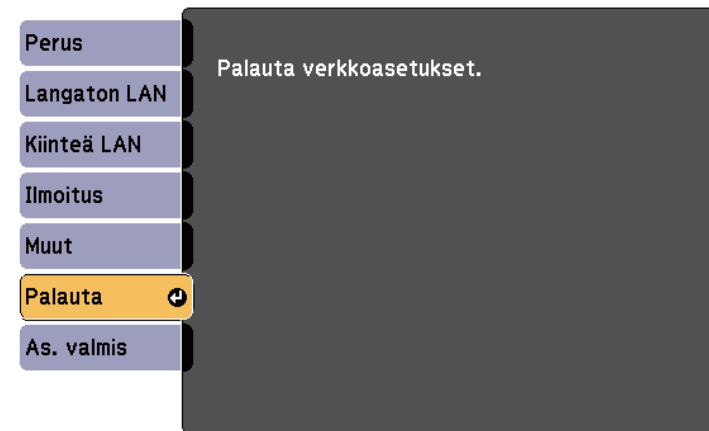 Perus
Langaton LAN
Kiinteä LAN
Ilmoitus
Muut
Palauta
As. valmis
Palauta verkkoasetukset.